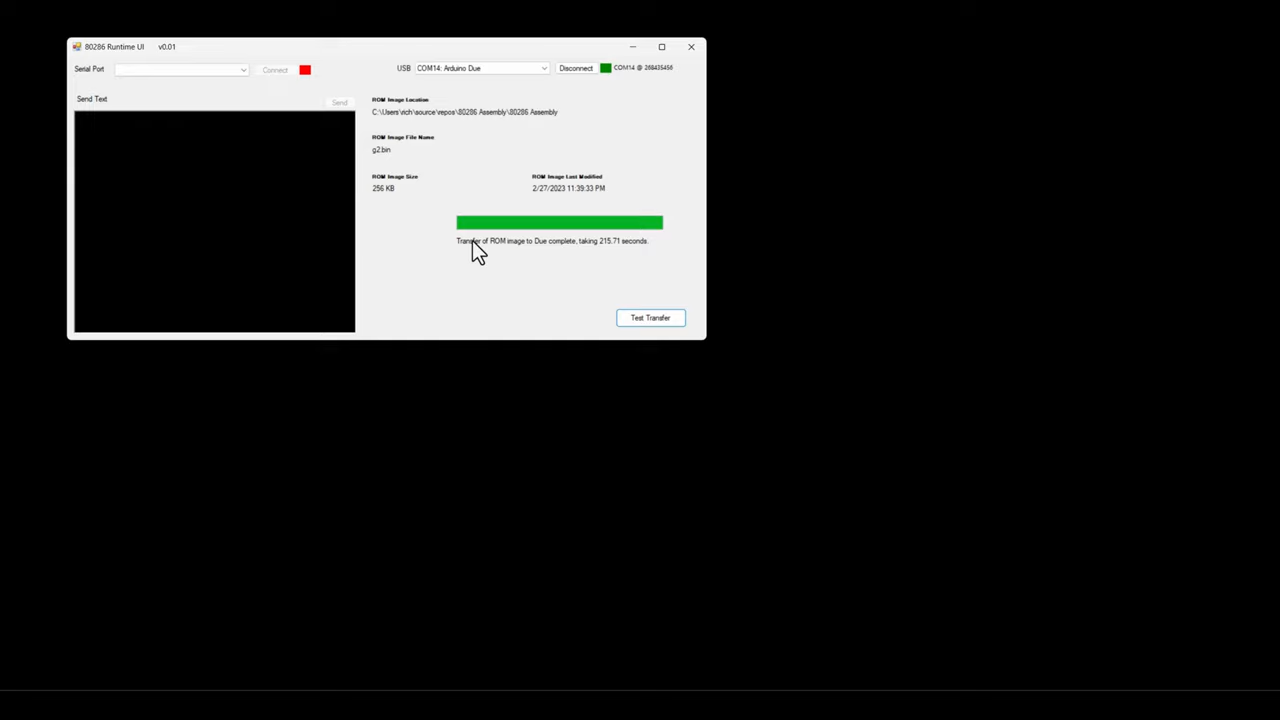 80286 Runtime UI v0.01
Serial Port
Connect
USB
COM14: Arduino Due
Disconnect
COM14 @ 268435456
Send Text
Send
ROM Image Location
C:\Users\rich\source\repos\80286 Assembly\80286 Assembly
ROM Image File Name
g2.bin
ROM Image Size
256 KB
ROM Image Last Modified
2/27/2023 11:39:33 PM
Transfer of ROM image to Due complete, taking 215.71 seconds.
Test Transfer